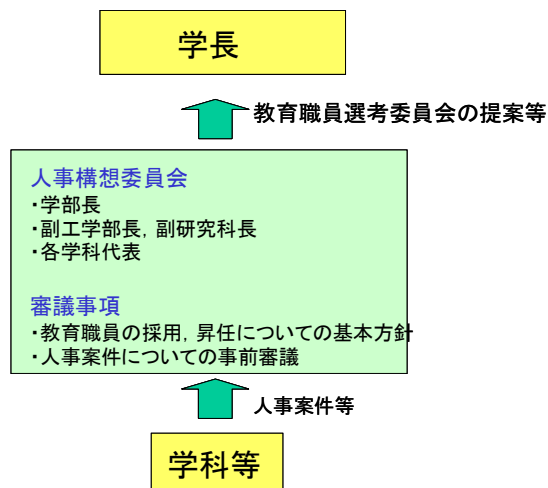 学長
教育職員選考委員会の提案等
人事構想委員会
・学部長
・副工学部長, 副研究科長
・各学科代表
審議事項
・教育職員の採用, 昇任についての基本方針
・人事案件についての事前審議
人事案件等
学科等